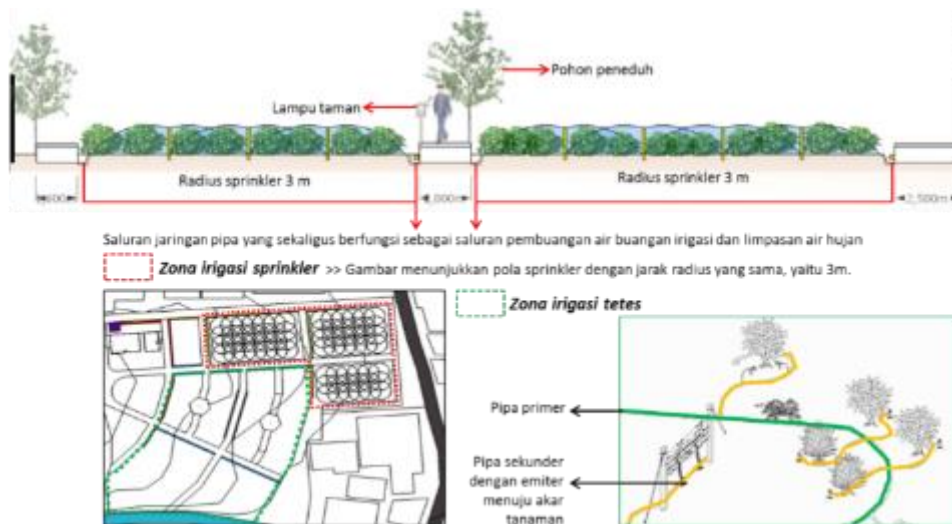 Pohon peneduh
Lampu taman
Radius sprinkler 3 m
Radius sprinkler 3 m
Saluran jaringan pipa yang sekaligus berfungsi sebagai saluran pembuangan air buangan irigasi dan limpasan air hujan
Zona irigasi sprinkler >> Gambar menunjukkan pola sprinkler dengan jarak radius yang sama, yaitu 3m.
Zona irigasi tetes
Pipa primer
Pipa sekunder
dengan emiter
menuju akar
tanaman